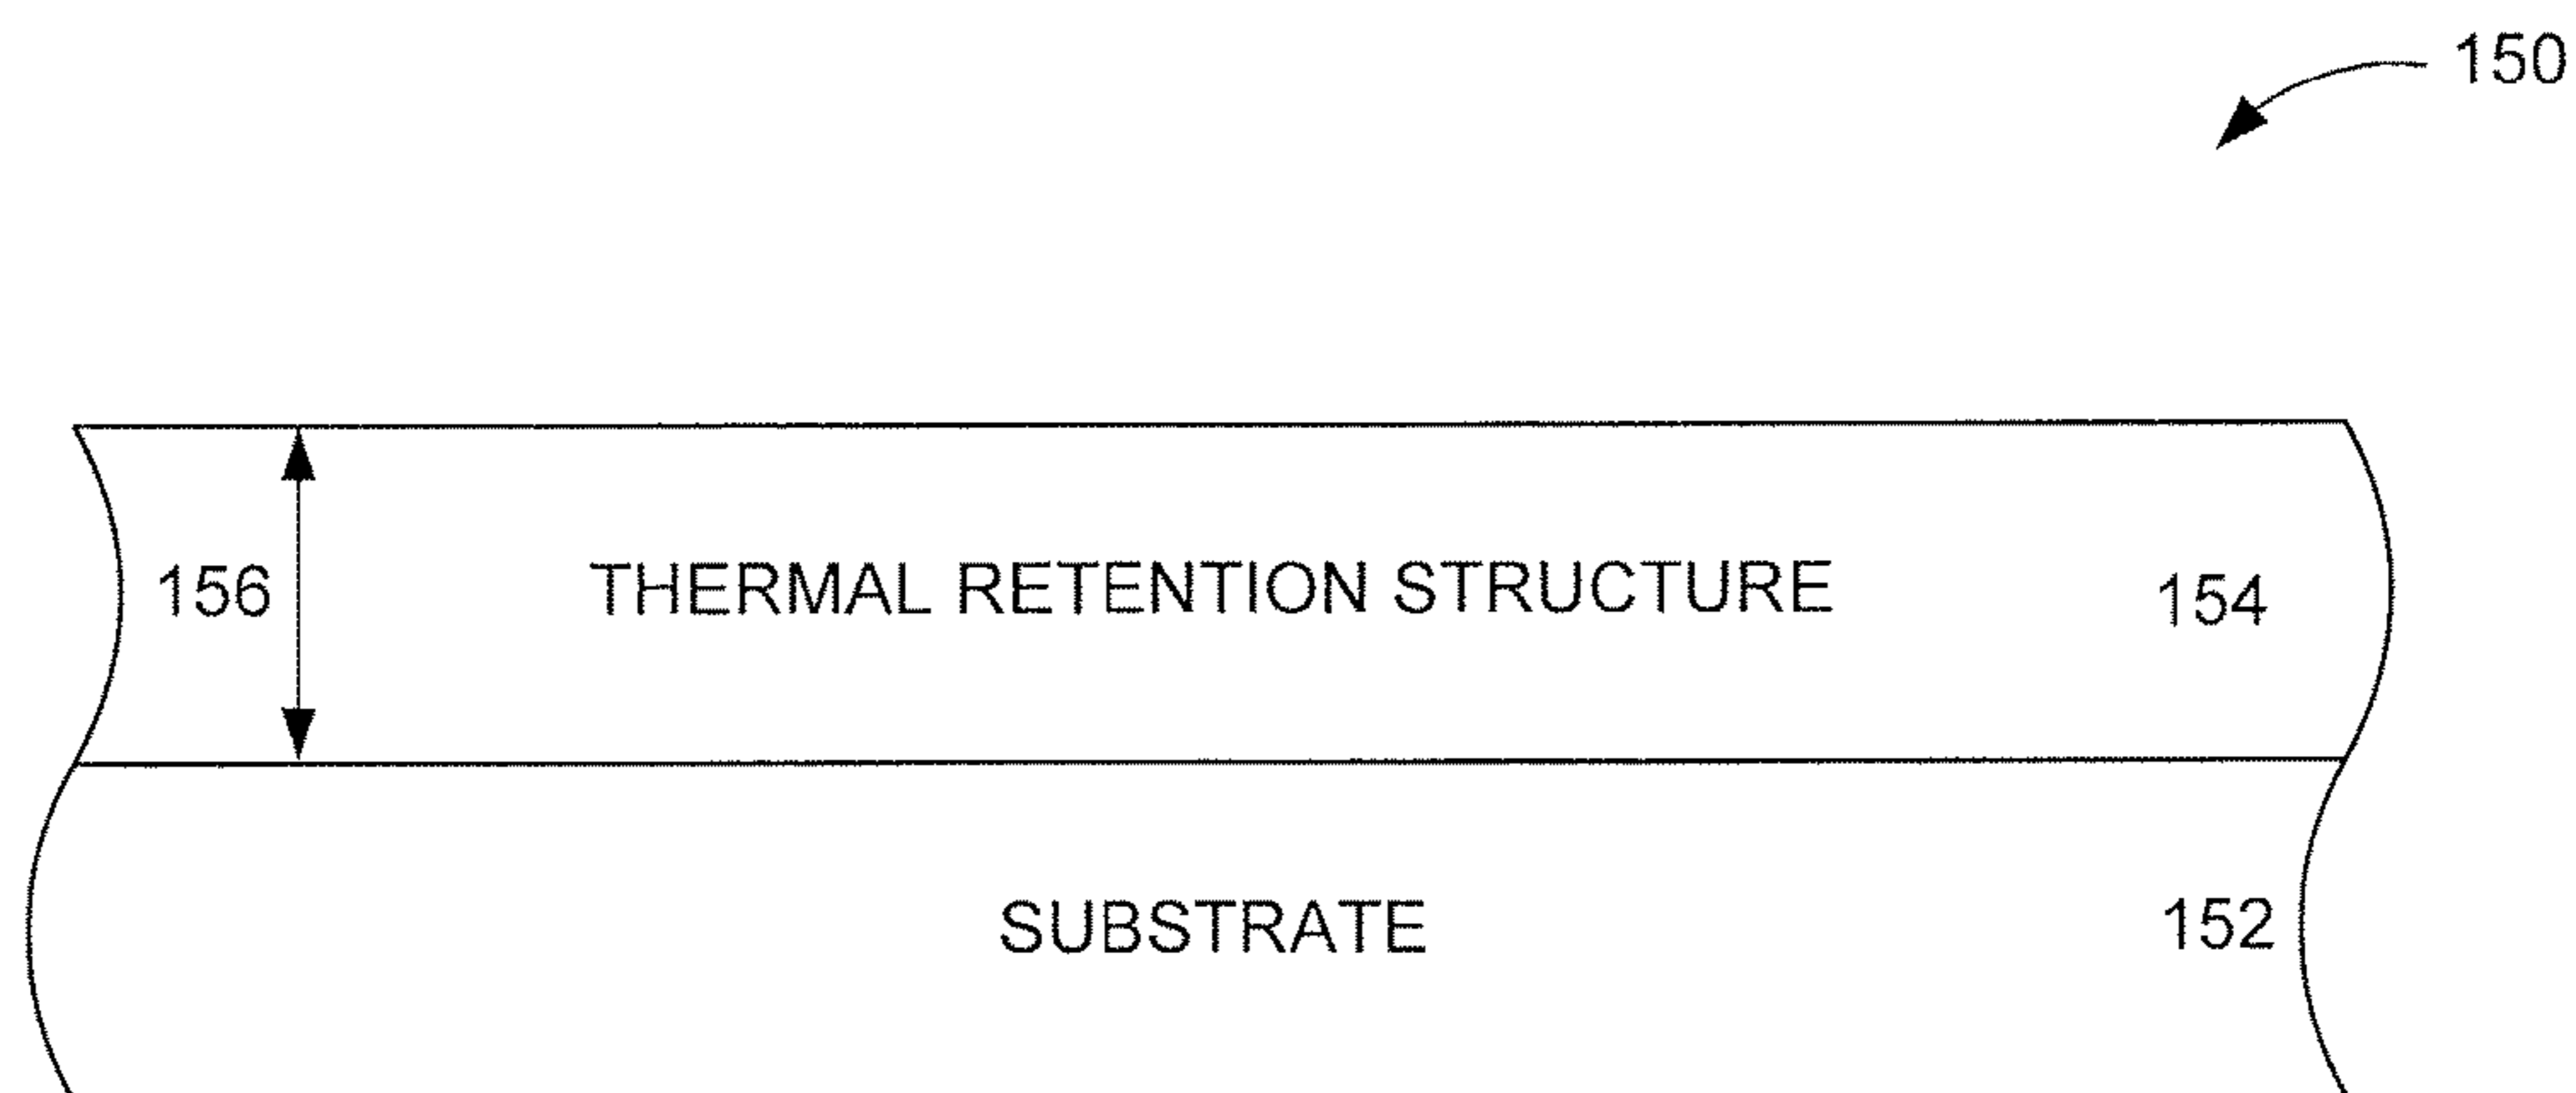 150
156 THERMAL RETENTION STRUCTURE 154
SUBSTRATE 152